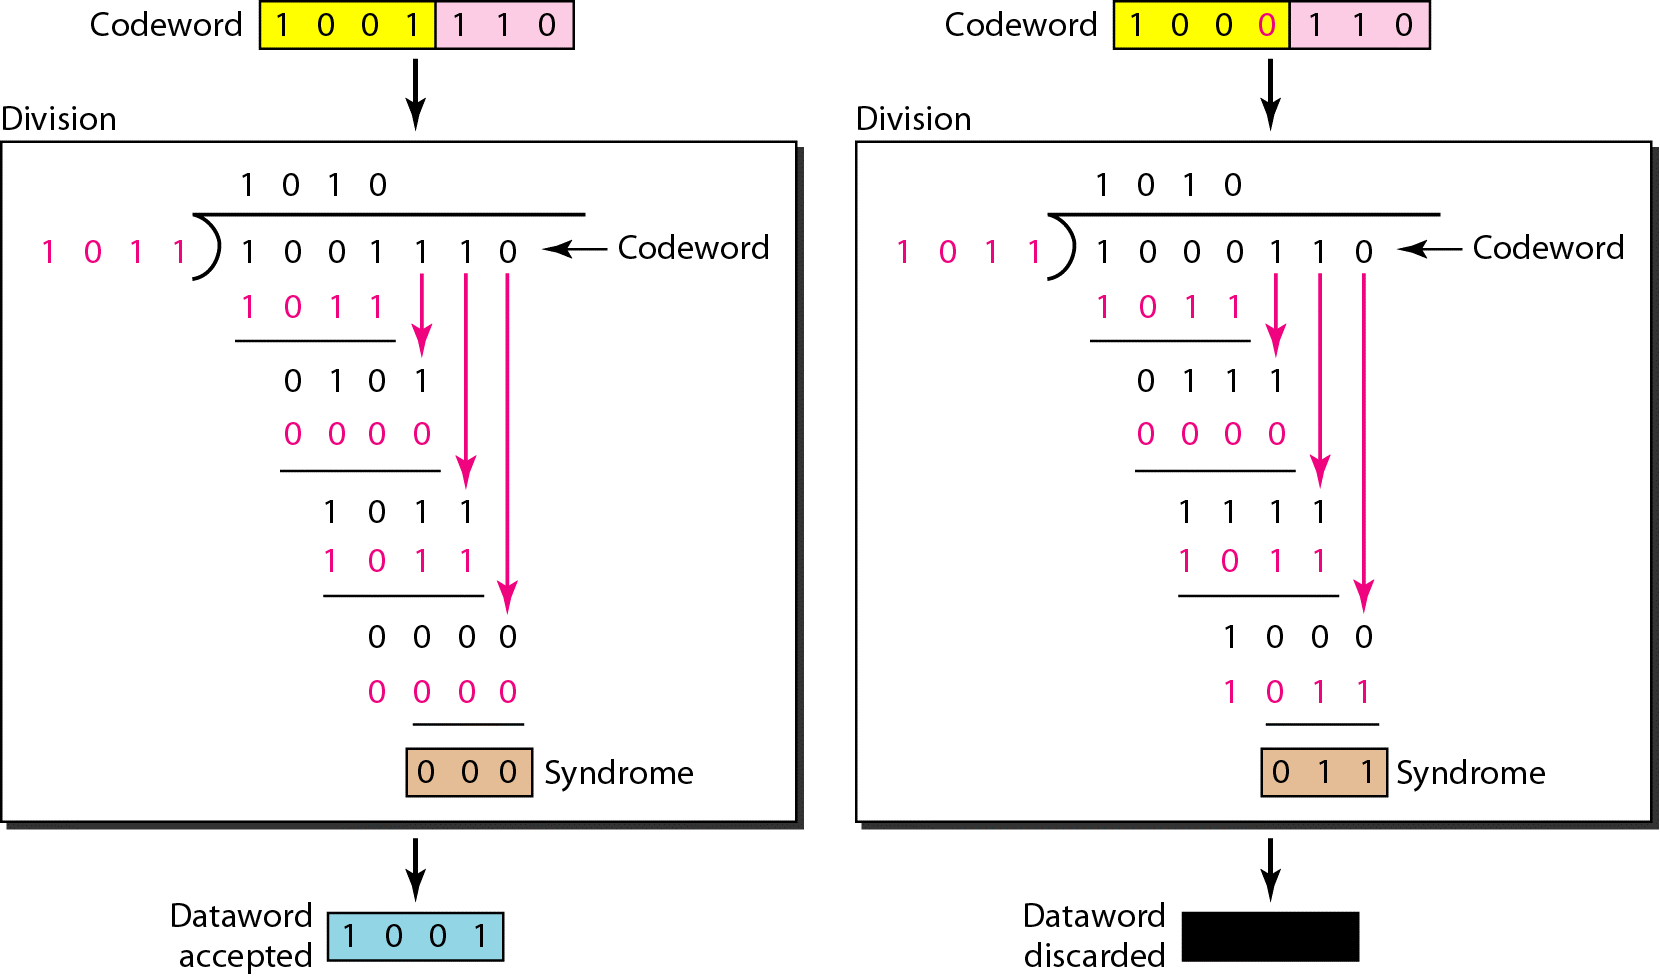 Codeword 1 0 0 1 1 1 0
Division
1 0 1 0
1 0 1 1 1 0 0 1 1 1 0 Codeword
1 0 1 1
0 1 0 1
0 0 0 0
1 0 1 1
1 0 1 1
0 0 0 0
0 0 0 0
0 0 0 Syndrome
Dataword
accepted 1 0 0 1
Codeword 1 0 0 0 1 1 0
Division
1 0 1 0
1 0 1 1 1 0 0 0 1 1 0 Codeword
1 0 1 1
0 1 1 1
0 0 0 0
1 1 1 1
1 0 1 1
1 0 0 0
1 0 1 1
0 1 1 Syndrome
Dataword
discarded